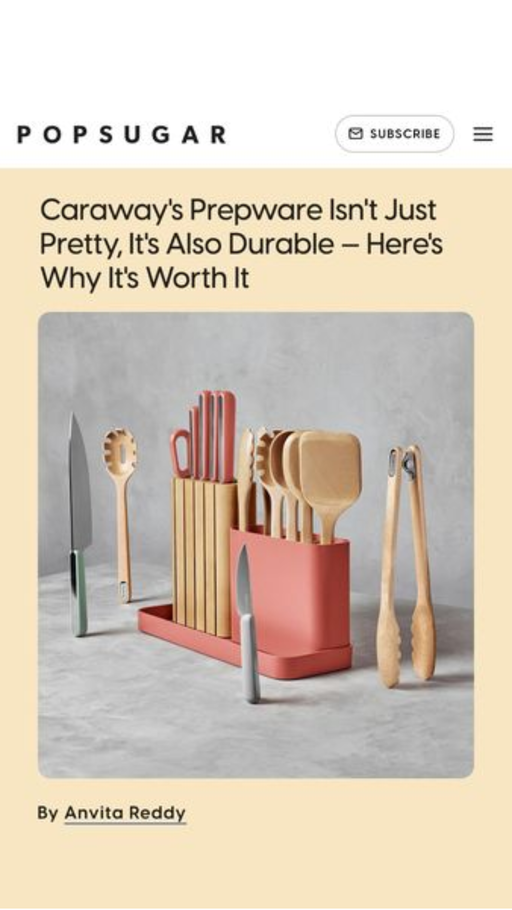 POPSUGAR
SUBSCRIBE
Caraway's Prepware Isn't Just
Pretty, It's Also Durable — Here's
Why It's Worth It
By Anvita Reddy